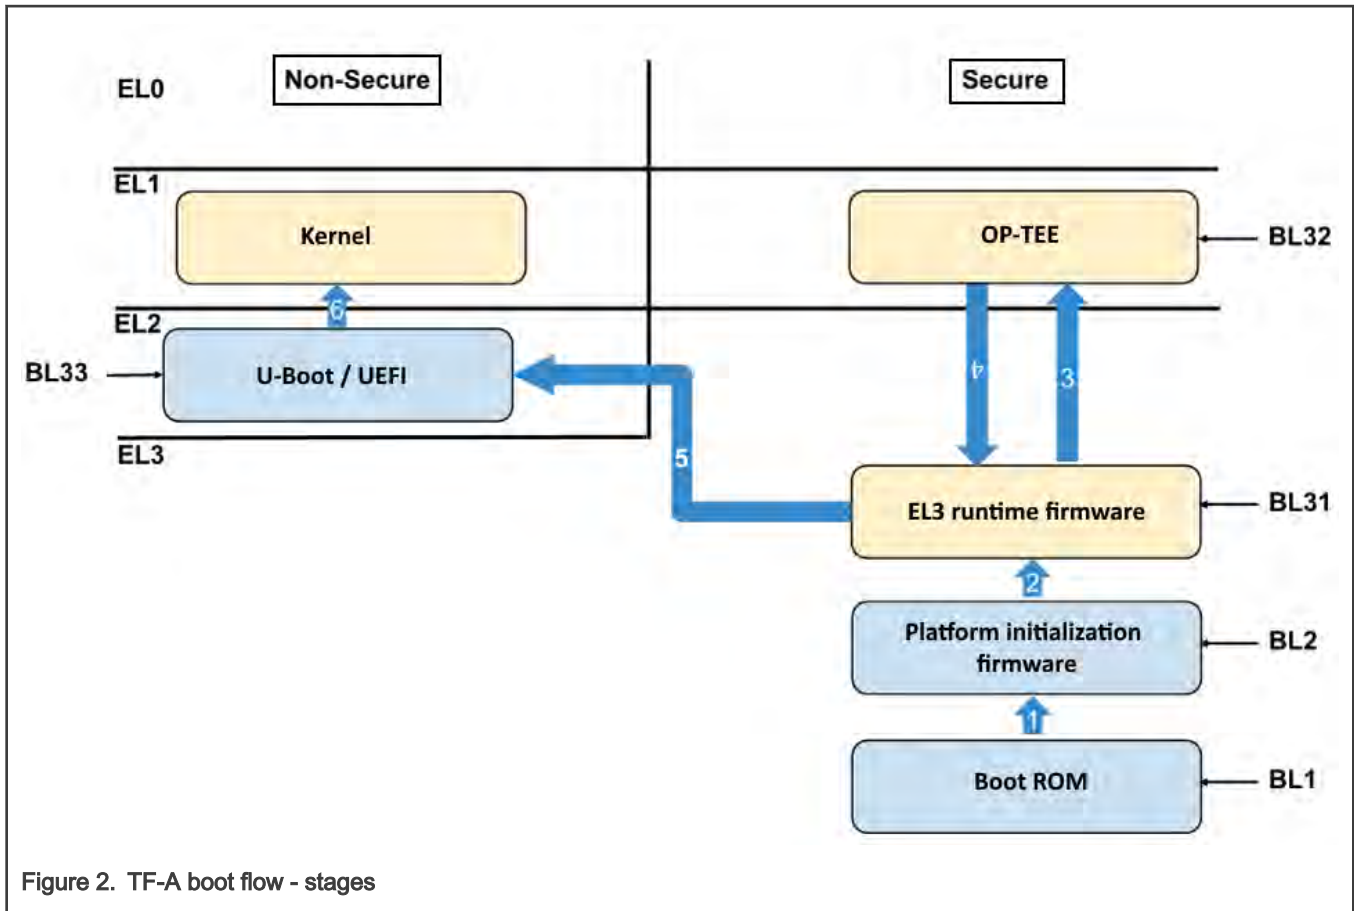 Non-Secure
Secure
EL0
EL1
Kernel
OP-TEE
BL32
EL2
6
BL33
U-Boot / UEFI
4
3
EL3
5
EL3 runtime firmware
BL31
2
Platform initialization
firmware
BL2
1
Boot ROM
BL1
Figure 2. TF-A boot flow - stages